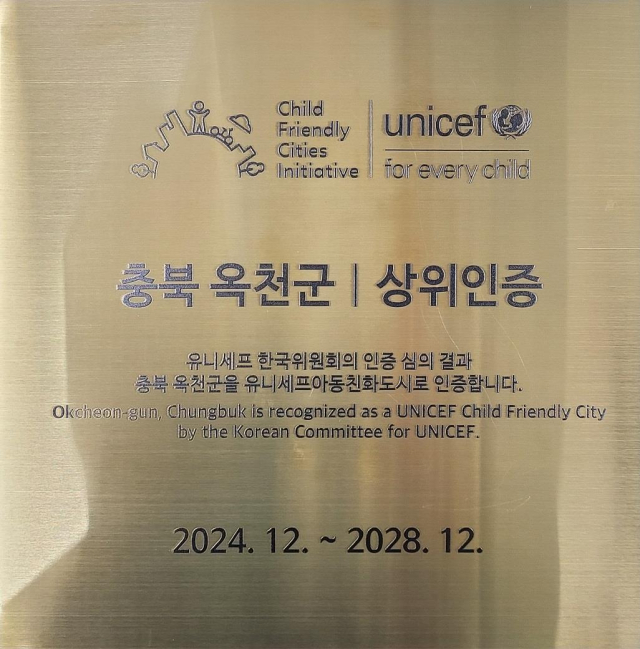 Child
Friendly
Cities
Initiative
unicef
for every child
충북 옥천군 | 상위인증
유니세프 한국위원회의 인증 심의 결과
충북 옥천군을 유니세프아동친화도시로 인증합니다.
Okcheon-gun, Chungbuk is recognized as a UNICEF Child Friendly City
by the Korean Committee for UNICEF.
2024. 12. ~ 2028. 12.